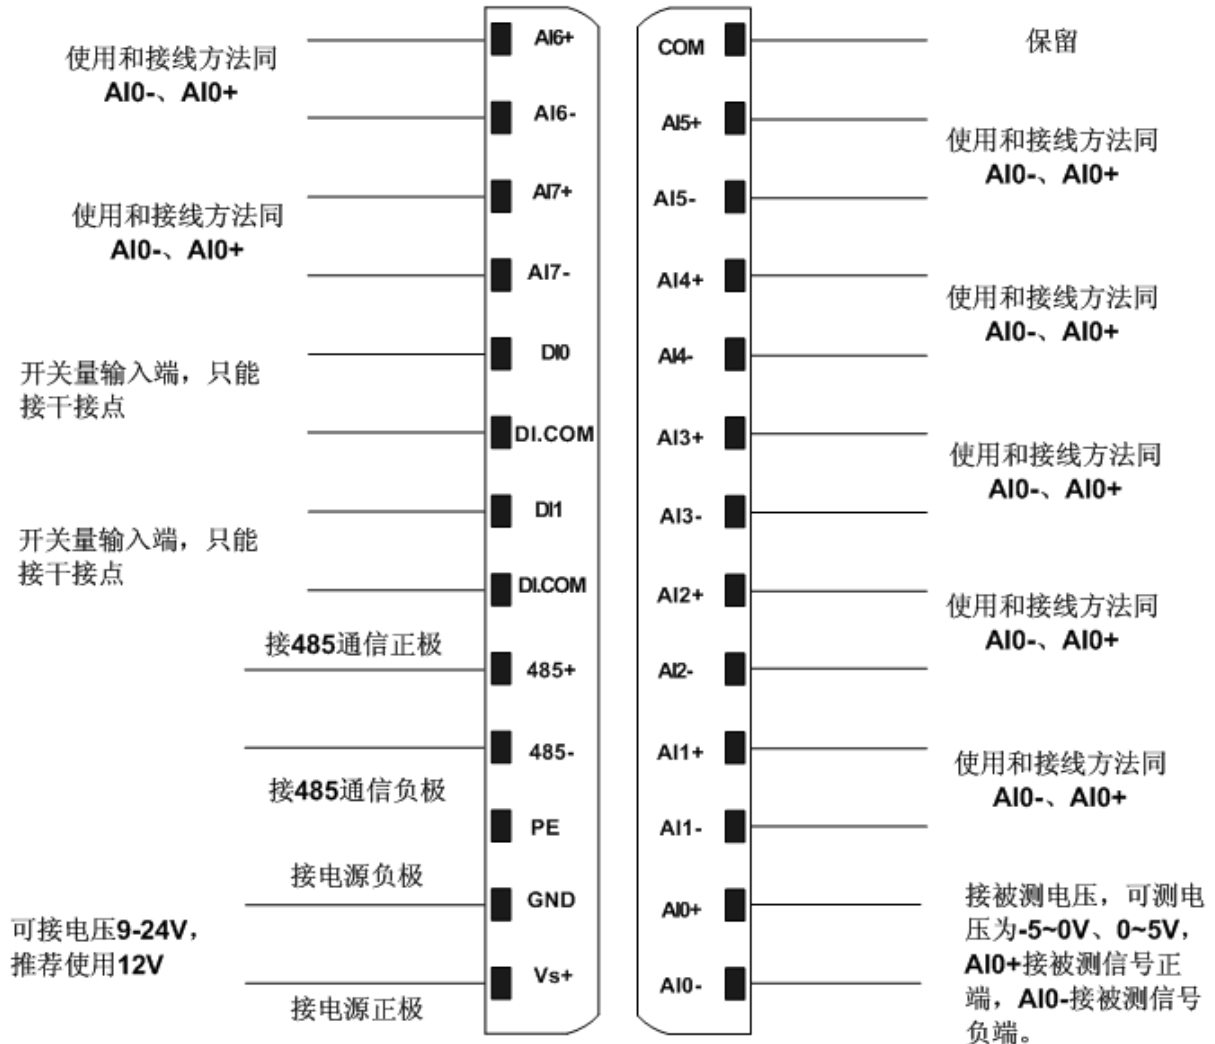 使用和接线方法同
AI0-、AI0+
使用和接线方法同
AI0-、AI0+
开关量输入端，只能
接干接点
开关量输入端，只能
接干接点
接485通信正极
接485通信负极
接电源负极
可接电压9-24V，
推荐使用12V
接电源正极
AI6+
AI6-
AI7+
AI7-
DI0
DI.COM
DI1
DI.COM
485+
485-
PE
GND
Vs+
COM
AI5+
AI5-
AI4+
AI4-
AI3+
AI3-
AI2+
AI2-
AI1+
AI1-
AI0+
AI0-
保留
使用和接线方法同
AI0-、AI0+
使用和接线方法同
AI0-、AI0+
使用和接线方法同
AI0-、AI0+
使用和接线方法同
AI0-、AI0+
使用和接线方法同
AI0-、AI0+
接被测电压，可测电
压为-5~0V、0~5V，
AI0+接被测信号正
端，AI0-接被测信号
负端。